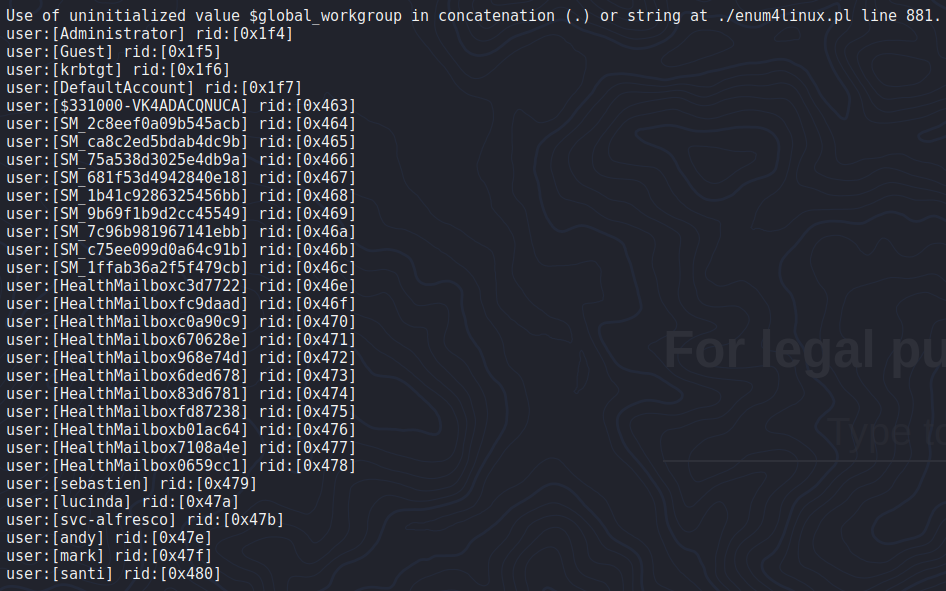 Use of uninitialized value $global_workgroup in concatenation (.) or string at ./enum4linux.pl line 881.
user:[Administrator] rid:[0x1f4]
user:[Guest] rid:[0x1f5]
user:[krbtgt] rid:[0x1f6]
user:[DefaultAccount] rid:[0x1f7]
user:[$331000-VK4ADACQNUCA] rid:[0x463]
user:[SM_2c8eef0a09b545acb] rid:[0x464]
user:[SM_ca8c2ed5bdab4dc9b] rid:[0x465]
user:[SM_75a538d3025e4db9a] rid:[0x466]
user:[SM_681f53d4942840e18] rid:[0x467]
user:[SM_1b41c9286325456bb] rid:[0x468]
user:[SM_9b69f1b9d2cc45549] rid:[0x469]
user:[SM_7c96b981967141ebb] rid:[0x46a]
user:[SM_c75ee099d0a64c91b] rid:[0x46b]
user:[SM_1ffab36a2f5f479cb] rid:[0x46c]
user:[HealthMailboxc3d7722] rid:[0x46e]
user:[HealthMailboxfc9daad] rid:[0x46f]
user:[HealthMailboxc0a90c9] rid:[0x470]
user:[HealthMailbox670628e] rid:[0x471]
user:[HealthMailbox968e74d] rid:[0x472]
user:[HealthMailbox6ded678] rid:[0x473]
user:[HealthMailbox83d6781] rid:[0x474]
user:[HealthMailboxfd87238] rid:[0x475]
user:[HealthMailboxb01ac64] rid:[0x476]
user:[HealthMailbox7108a4e] rid:[0x477]
user:[HealthMailbox0659cc1] rid:[0x478]
user:[sebastien] rid:[0x479]
user:[lucinda] rid:[0x47a]
user:[svc-alfresco] rid:[0x47b]
user:[andy] rid:[0x47e]
user:[mark] rid:[0x47f]
user:[santi] rid:[0x480]
For legal pu
Type to